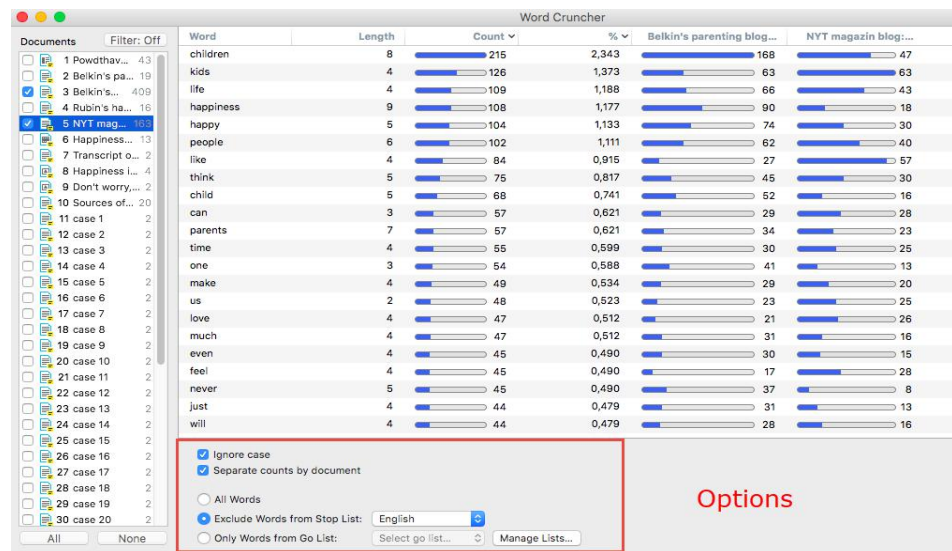 Word Cruncher
Documents Filter: Off
1 Powdthav... 43
2 Belkin's pa... 19
3 Belkin's... 409
4 Rubin's ha... 16
5 NYT mag... 163
6 Happiness... 13
7 Transcript o... 2
8 Happiness i... 4
9 Don't worry,... 2
10 Sources of... 20
11 case 1 2
12 case 2 2
13 case 3 2
14 case 4 2
15 case 5 2
16 case 6 2
17 case 7 2
18 case 8 2
19 case 9 2
20 case 10 2
21 case 11 2
22 case 12 2
23 case 13 2
24 case 14 2
25 case 15 2
26 case 16 2
27 case 17 2
28 case 18 2
29 case 19 2
30 case 20 2
All None
Word Length Count % Belkin's parenting blog... NYT magazin blog:...
children 8 215 2,343 168 47
kids 4 126 1,373 63 63
life 4 109 1,188 66 43
happiness 9 108 1,177 90 18
happy 5 104 1,133 74 30
people 6 102 1,111 62 40
like 4 84 0,915 27 57
think 5 75 0,817 45 30
child 5 68 0,741 52 16
can 3 57 0,621 29 28
parents 7 57 0,621 34 23
time 4 55 0,599 30 25
one 3 54 0,588 41 13
make 4 49 0,534 29 20
us 2 48 0,523 23 25
love 4 47 0,512 21 26
much 4 47 0,512 31 16
even 4 45 0,490 30 15
feel 4 45 0,490 17 28
never 5 45 0,490 37 8
just 4 44 0,479 31 13
will 4 44 0,479 28 16
Ignore case
Separate counts by document
All Words
Exclude Words from Stop List: English
Only Words from Go List: Select go list... Manage Lists...
Options